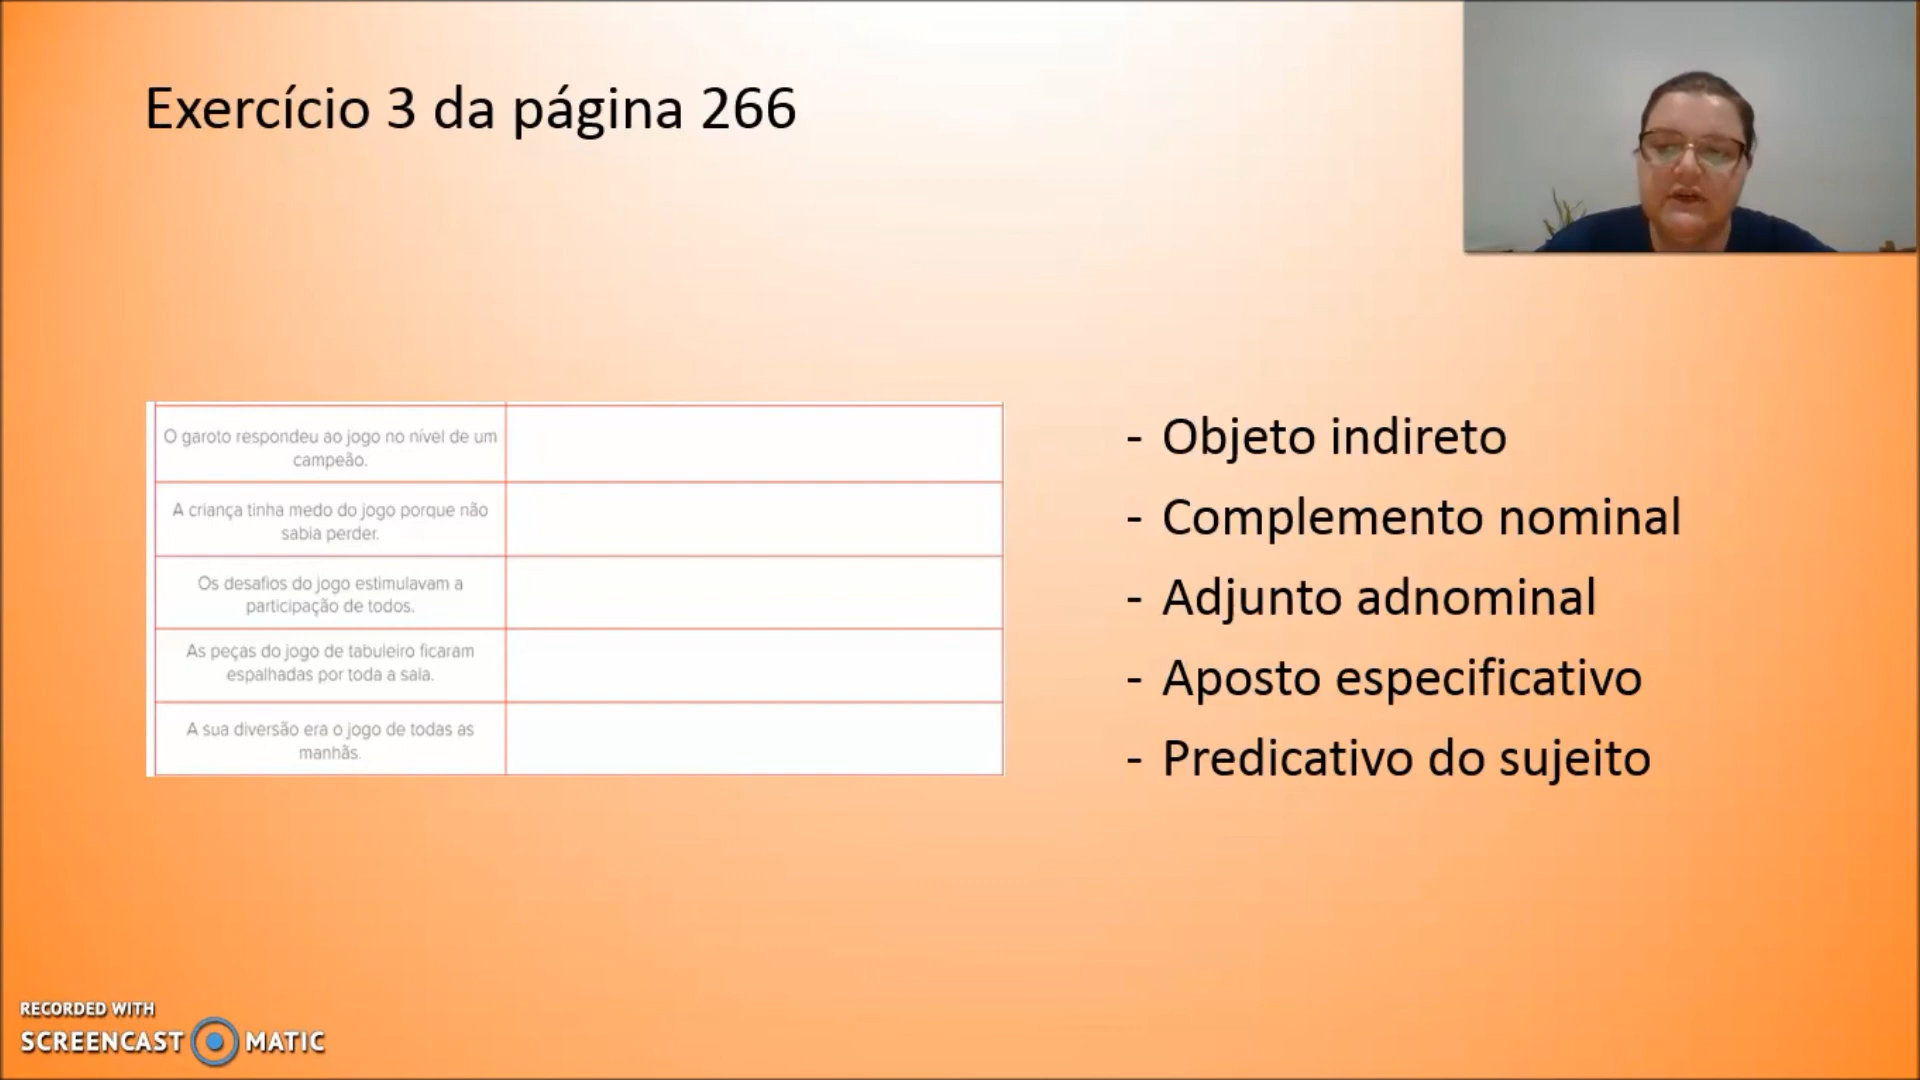 Exercício 3 da página 266
O garoto respondeu ao jogo no nível de um
campeão.
A criança tinha medo do jogo porque não
sabia perder.
Os desafios do jogo estimulavam a
participação de todos.
As peças do jogo de tabuleiro ficaram
espalhadas por toda a sala.
A sua diversão era o jogo de todas as
manhãs.
- Objeto indireto
- Complemento nominal
- Adjunto adnominal
- Aposto especificativo
- Predicativo do sujeito
RECORDED WITH
SCREENCAST MATIC